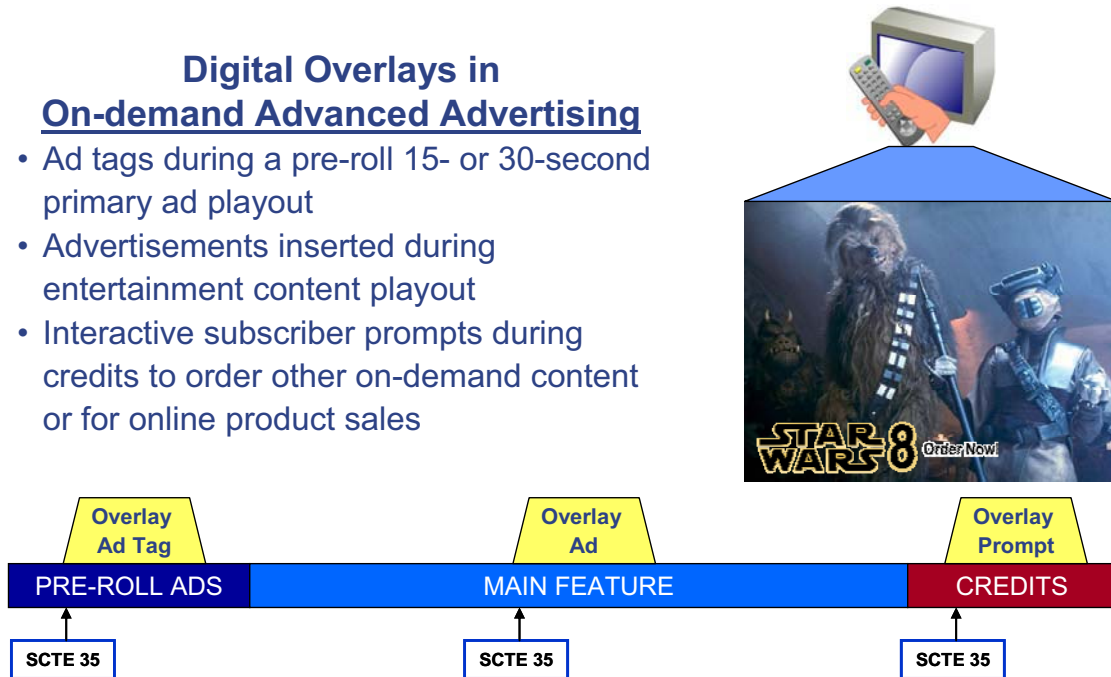 Digital Overlays in
On-demand Advanced Advertising
• Ad tags during a pre-roll 15- or 30-second
primary ad playout
• Advertisements inserted during
entertainment content playout
• Interactive subscriber prompts during
credits to order other on-demand content
or for online product sales
STAR
WARS 8 Order Now!
Overlay
Ad Tag
Overlay
Ad
Overlay
Prompt
PRE-ROLL ADS
MAIN FEATURE
CREDITS
SCTE 35
SCTE 35
SCTE 35